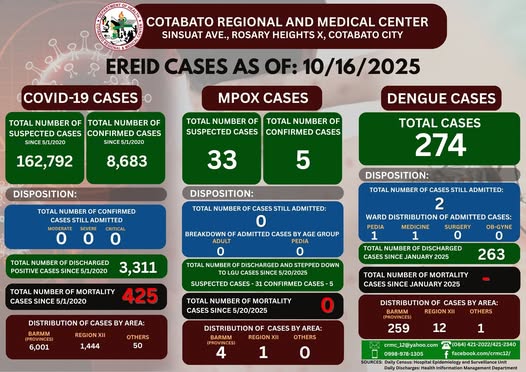 COTABATO REGIONAL AND MEDICAL CENTER
SINSUAT AVE., ROSARY HEIGHTS X, COTABATO CITY
EREID CASES AS OF: 10/16/2025
COVID-19 CASES
TOTAL NUMBER OF SUSPECTED CASES
SINCE 5/1/2020
162,792
TOTAL NUMBER OF CONFIRMED CASES
SINCE 5/1/2020
8,683
DISPOSITION:
TOTAL NUMBER OF CONFIRMED
CASES STILL ADMITTED
MODERATE SEVERE CRITICAL
0 0 0
TOTAL NUMBER OF DISCHARGED
POSITIVE CASES SINCE 5/1/2020
3,311
TOTAL NUMBER OF MORTALITY
CASES SINCE 5/1/2020
425
DISTRIBUTION OF CASES BY AREA:
BARMM
(PROVINCES)
REGION XII
OTHERS
6,001
1,444
50
MPOX CASES
TOTAL NUMBER OF SUSPECTED CASES
33
TOTAL NUMBER OF CONFIRMED CASES
5
DISPOSITION:
TOTAL NUMBER OF CASES STILL ADMITTED:
0
BREAKDOWN OF ADMITTED CASES BY AGE GROUP
ADULT PEDIA
0 0
TOTAL NUMBER OF DISCHARGED AND STEPPED DOWN
TO LGU CASES SINCE 5/20/2025
SUSPECTED CASES - 31 CONFIRMED CASES - 5
TOTAL NUMBER OF MORTALITY
CASES SINCE 5/20/2025
0
DISTRIBUTION OF CASES BY AREA:
BARMM
(PROVINCES)
REGION XII
OTHERS
4 1 0
DENGUE CASES
TOTAL CASES
274
DISPOSITION:
TOTAL NUMBER OF CASES STILL ADMITTED:
2
WARD DISTRIBUTION OF ADMITTED CASES:
PEDIA MEDICINE SURGERY OB-GYNE
1 1 0 0
TOTAL NUMBER OF DISCHARGED
CASES SINCE JANUARY 2025
263
TOTAL NUMBER OF MORTALITY
CASES SINCE JANUARY 2025
-
DISTRIBUTION OF CASES BY AREA:
BARMM
(PROVINCES)
REGION XII
OTHERS
259 12 1
crmc_12@yahoo.com
(064) 421-2022/421-2340
0998-978-1305
facebook.com/crmc12/
SOURCES: Daily Census: Hospital Epidemiology and Surveillance Unit
Daily Discharges: Health Information Management Department